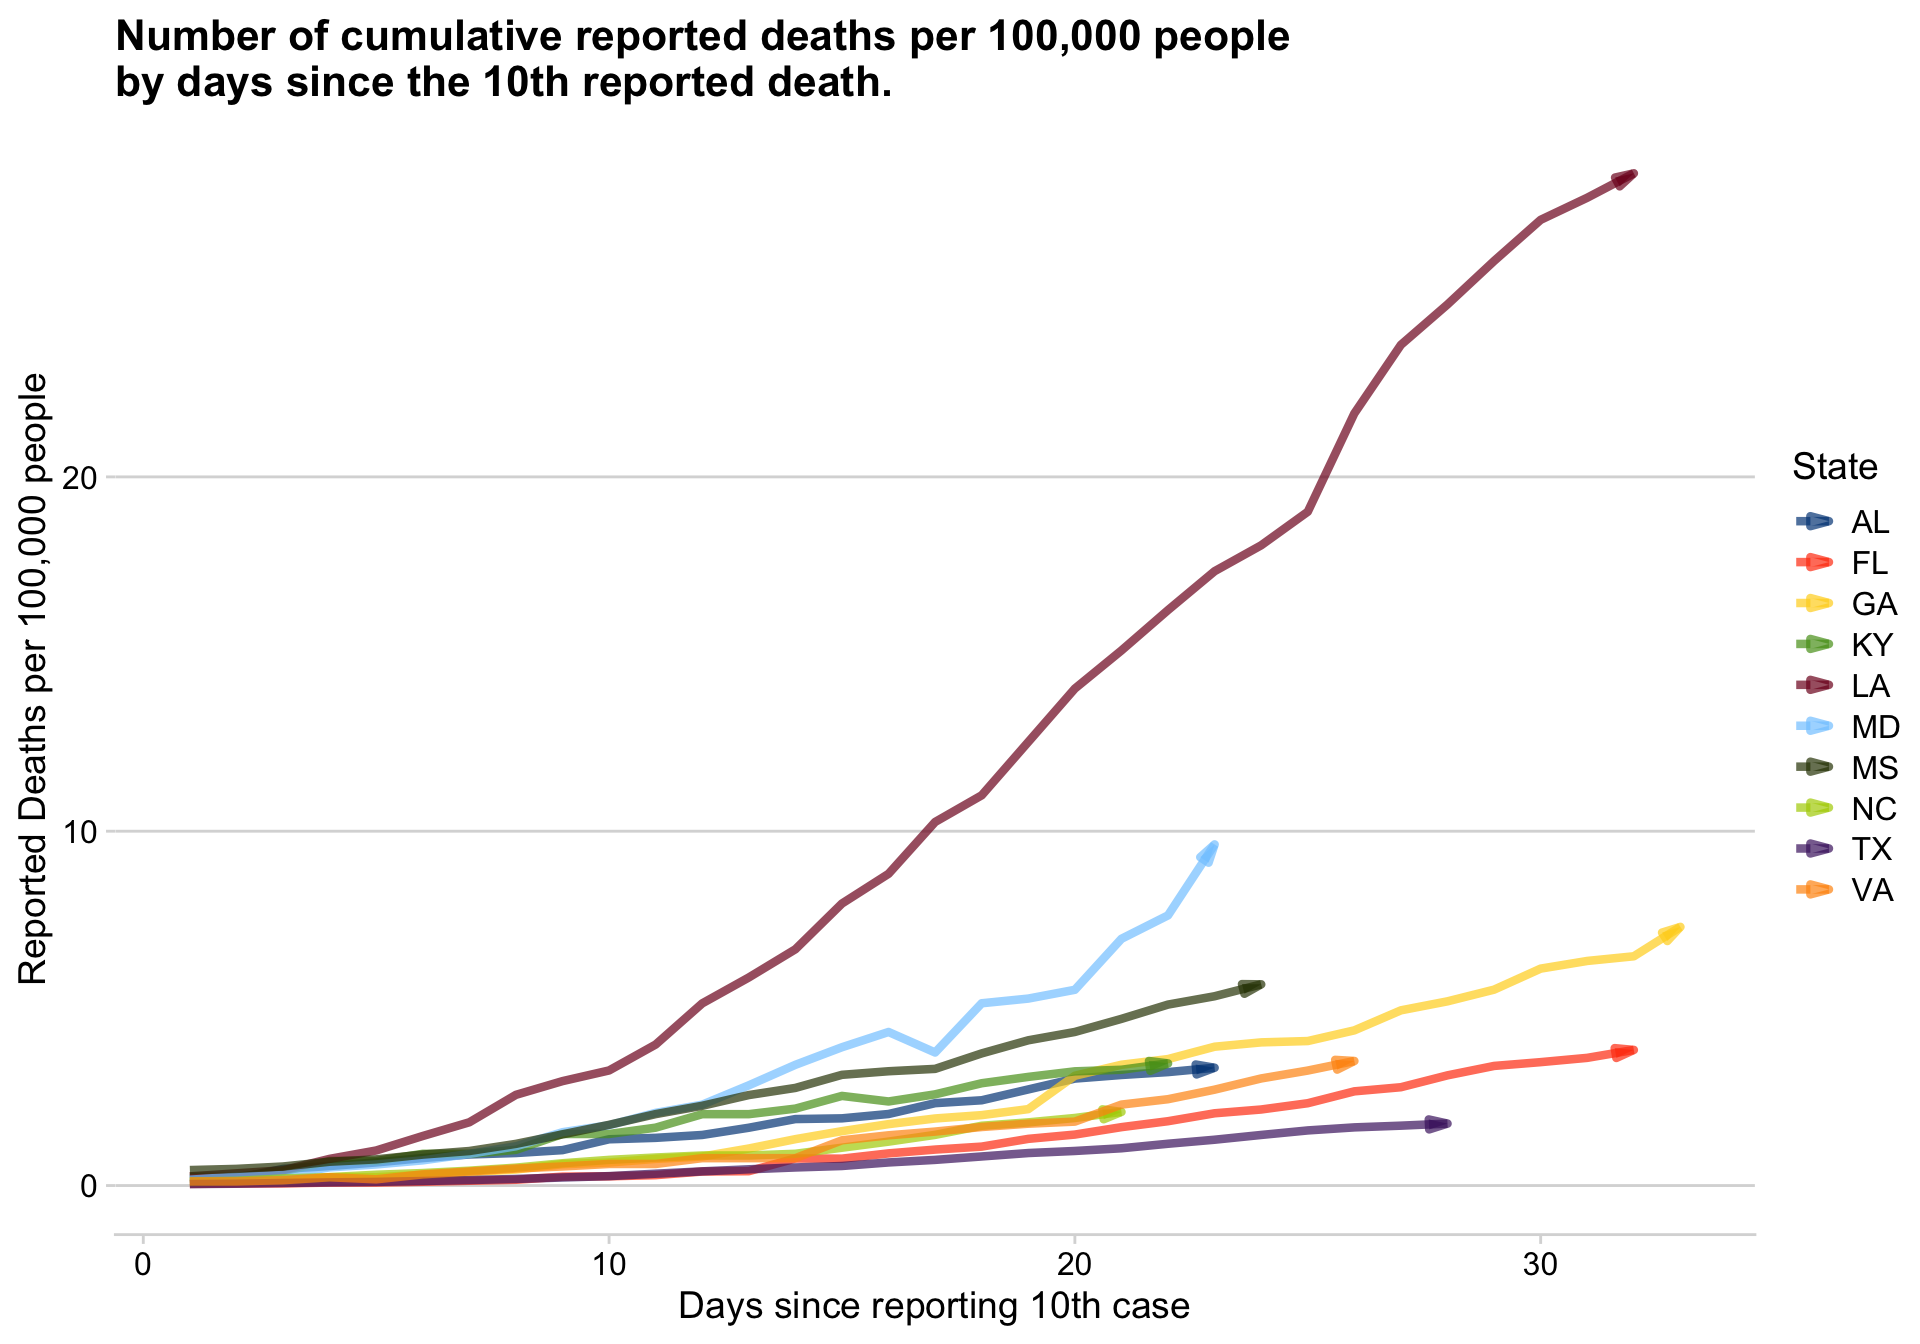 Number of cumulative reported deaths per 100,000 people
by days since the 10th reported death.
Reported Deaths per 100,000 people
20
10
0
0
10
20
30
Days since reporting 10th case
State
AL
FL
GA
KY
LA
MD
MS
NC
TX
VA